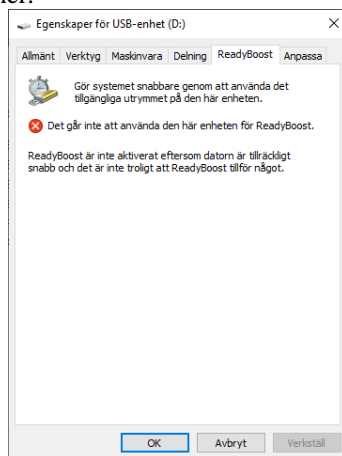 Egenskaper för USB-enhet (D:)
Allmänt Verktyg Maskinvara Delning ReadyBoost Anpassa
Gör systemet snabbare genom att använda det
tillgängliga utrymmet på den här enheten.
Det går inte att använda den här enheten för ReadyBoost.
ReadyBoost är inte aktiverat eftersom datorn är tillräckligt
snabb och det är inte troligt att ReadyBoost tillför något.
OK Avbryt Verkställ